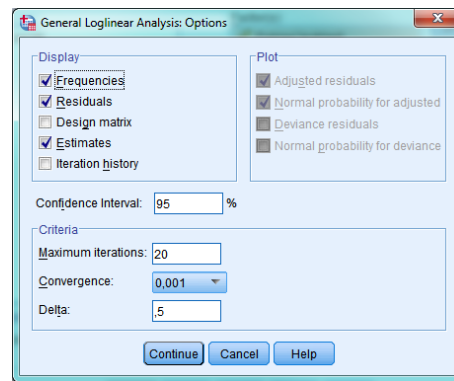 General Loglinear Analysis: Options
Display
Frequencies
Residuals
Design matrix
Estimates
Iteration history
Plot
Adjusted residuals
Normal probability for adjusted
Deviance residuals
Normal probability for deviance
Confidence Interval: 95 %
Criteria
Maximum iterations: 20
Convergence: 0,001
Delta: ,5
Continue Cancel Help